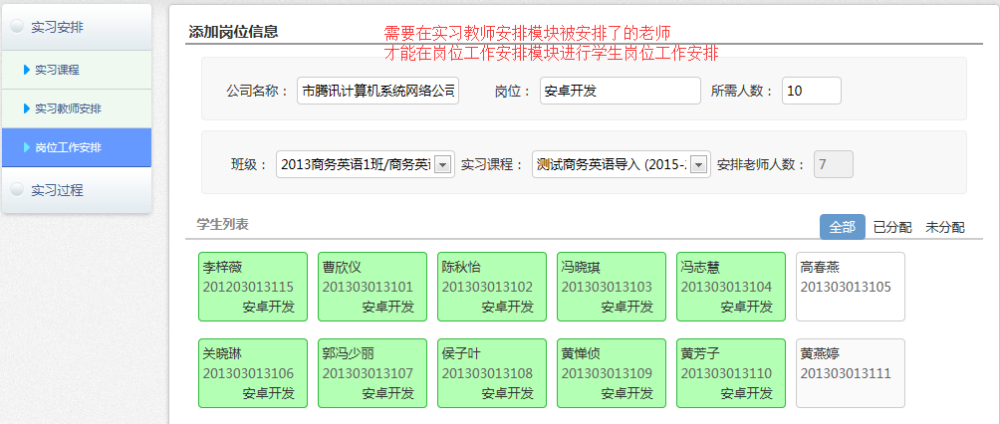 实习安排
实习课程
实习教师安排
岗位工作安排
实习过程
添加岗位信息
需要在实习教师安排模块被安排了的老师
才能在岗位工作安排模块进行学生岗位工作安排
公司名称： 市腾讯计算机系统网络公司 岗位： 安卓开发 所需人数： 10
班级： 2013商务英语1班/商务英语 实习课程： 测试商务英语导入 (2015-2 安排老师人数： 7
学生列表 全部 已分配 未分配
李梓薇 曹欣仪 陈秋怡 冯晓琪 冯志慧 高春燕
201203013115 201303013101 201303013102 201303013103 201303013104 201303013105
安卓开发 安卓开发 安卓开发 安卓开发 安卓开发
关晓琳 郭冯少丽 侯子叶 黄惮侦 黄芳子 黄燕婷
201303013106 201303013107 201303013108 201303013109 201303013110 201303013111
安卓开发 安卓开发 安卓开发 安卓开发 安卓开发